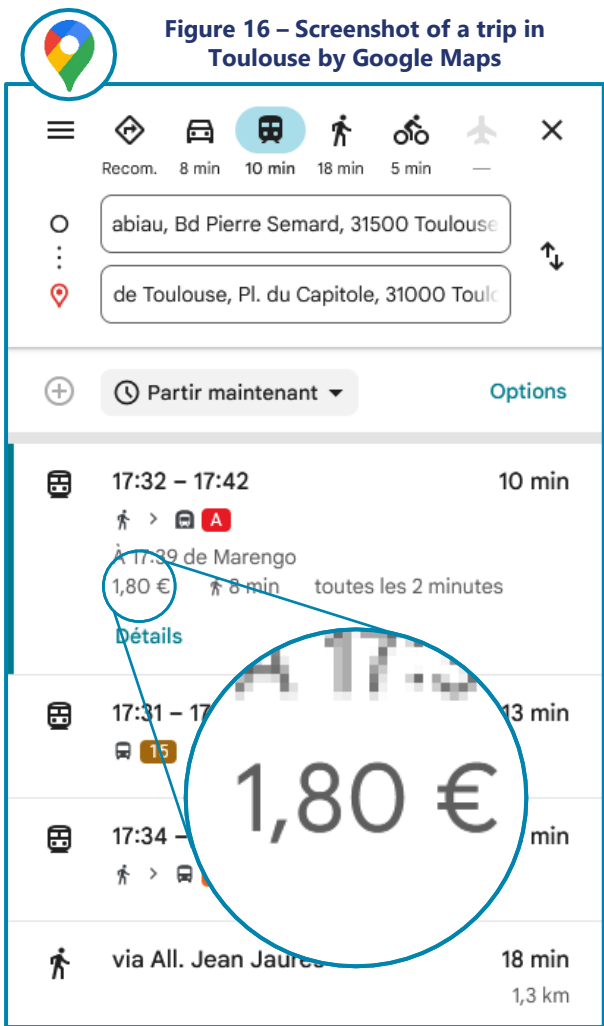 Figure 16 – Screenshot of a trip in
Toulouse by Google Maps
Recom. 8 min 10 min 18 min 5 min —
abiau, Bd Pierre Semard, 31500 Toulouse
de Toulouse, Pl. du Capitole, 31000 Toulo
Partir maintenant Options
17:32 – 17:42 10 min
A
À 17:39 de Marengo
1,80 € 8 min toutes les 2 minutes
Détails
A 17:3
17:31 – 17 13 min
15
1,80 €
17:34 – min
via All. Jean Jaurès 18 min
1,3 km